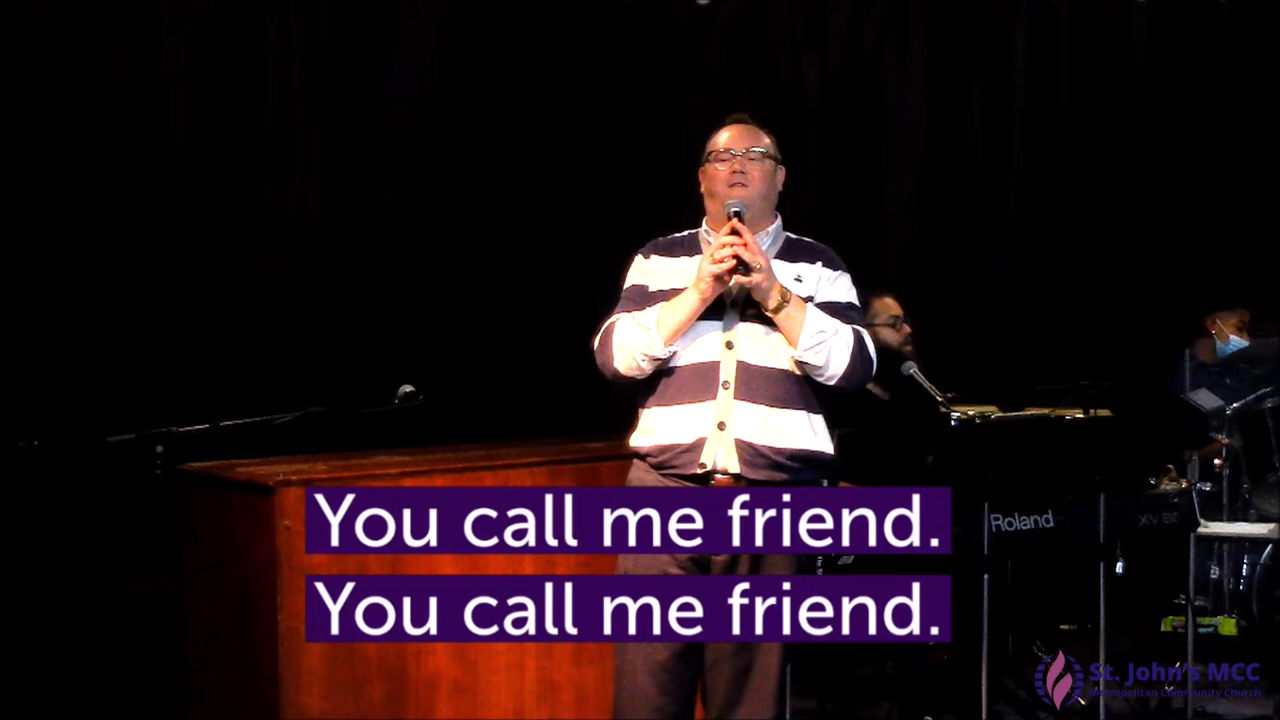 You call me friend.
You call me friend.
Roland
St. John's MCC
Metropolitan Community Church